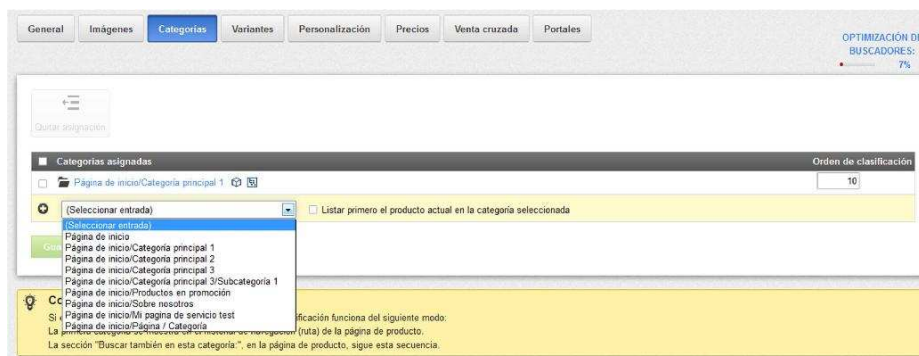 General Imágenes Categorías Variantes Personalización Precios Venta cruzada Portales
OPTIMIZACIÓN DE
BUSCADORES:
7%
Quitar asignación
Categorías asignadas Orden de clasificación
Página de inicio/Categoría principal 1 10
(Seleccionar entrada) Listar primero el producto actual en la categoría seleccionada
(Seleccionar entrada)
Página de inicio
Página de inicio/Categoría principal 1
Página de inicio/Categoría principal 2
Página de inicio/Categoría principal 3
Página de inicio/Categoría principal 3/Subcategoría 1
Página de inicio/Productos en promoción
Página de inicio/Sobre nosotros
Página de inicio/Mi pagina de servicio test
Página de inicio/Página / Categoría
Si
ificación funciona del siguiente modo:
La (ruta) de la página de producto.
La sección "Buscar también en esta categoría:", en la página de producto, sigue esta secuencia.